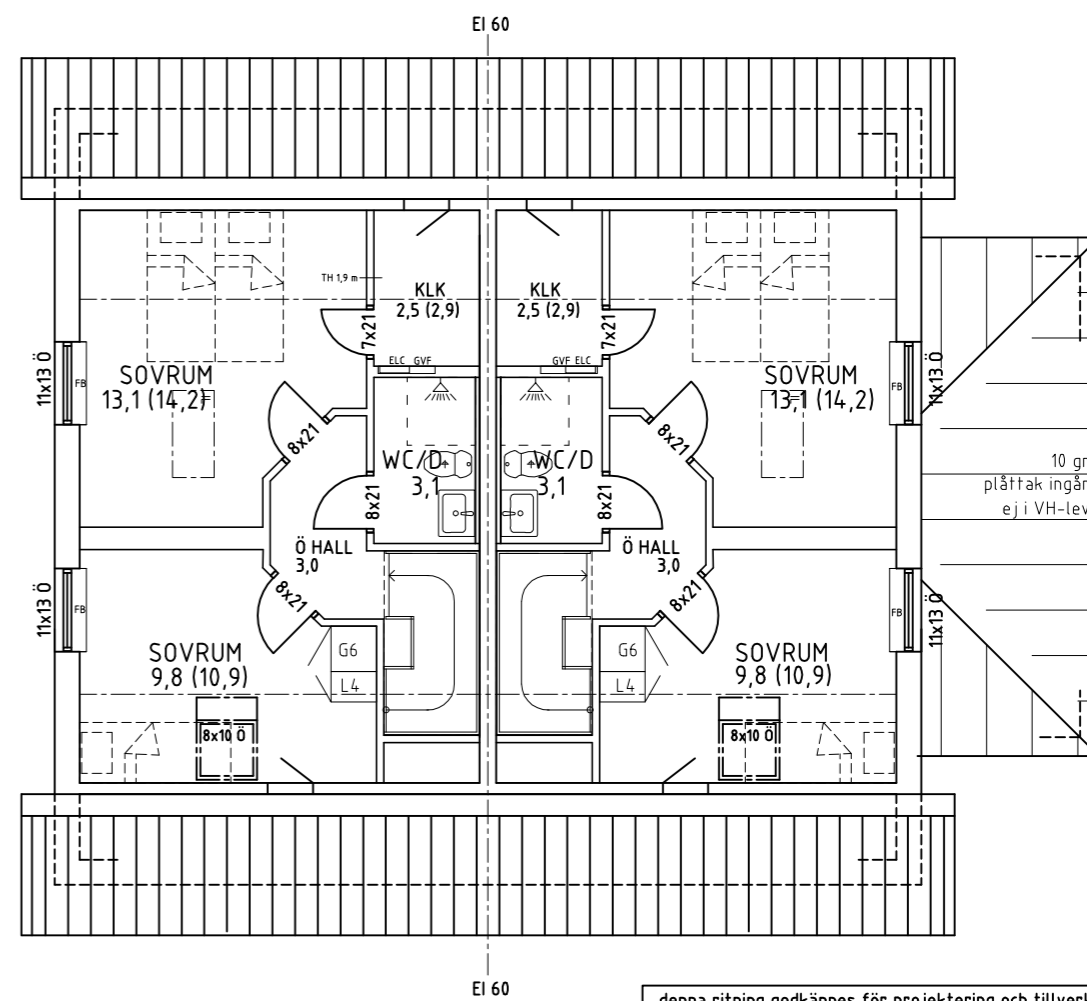 EI 60
TH 1,9 m
KLK
2,5 (2,9)
KLK
2,5 (2,9)
7x21
7x21
ELC GVF
GVF ELC
11x13 Ö
FB
SOVRUM
13,1 (14,2)
SOVRUM
13,1 (14,2)
FB
11x13 Ö
8x21
8x21
WC/D
3,1
WC/D
3,1
8x21
8x21
10 gr
plåttak ingår
ej i VH-lev
Ö HALL
3,0
Ö HALL
3,0
11x13 Ö
FB
8x21
8x21
FB
11x13 Ö
SOVRUM
9,8 (10,9)
G6
L4
G6
L4
SOVRUM
9,8 (10,9)
8x10 Ö
8x10 Ö
EI 60
denna ritning godkännes för projektering och